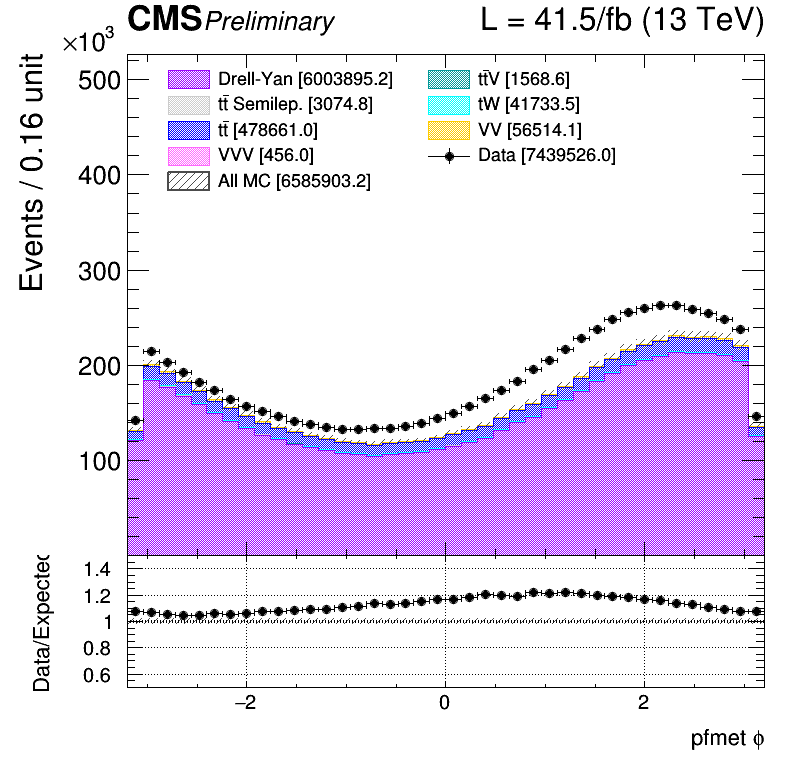 CMS Preliminary L = 41.5/fb (13 TeV)
×10³
Events / 0.16 unit
500
400
300
200
100
Drell-Yan [6003895.2]
tt̄ Semilep. [3074.8]
tt̄ [478661.0]
VVV [456.0]
All MC [6585903.2]
tt̄V [1568.6]
tW [41733.5]
VV [56514.1]
Data [7439526.0]
Data/Expected
1.4
1.2
1
0.8
0.6
−2 0 2
pfmet ϕ